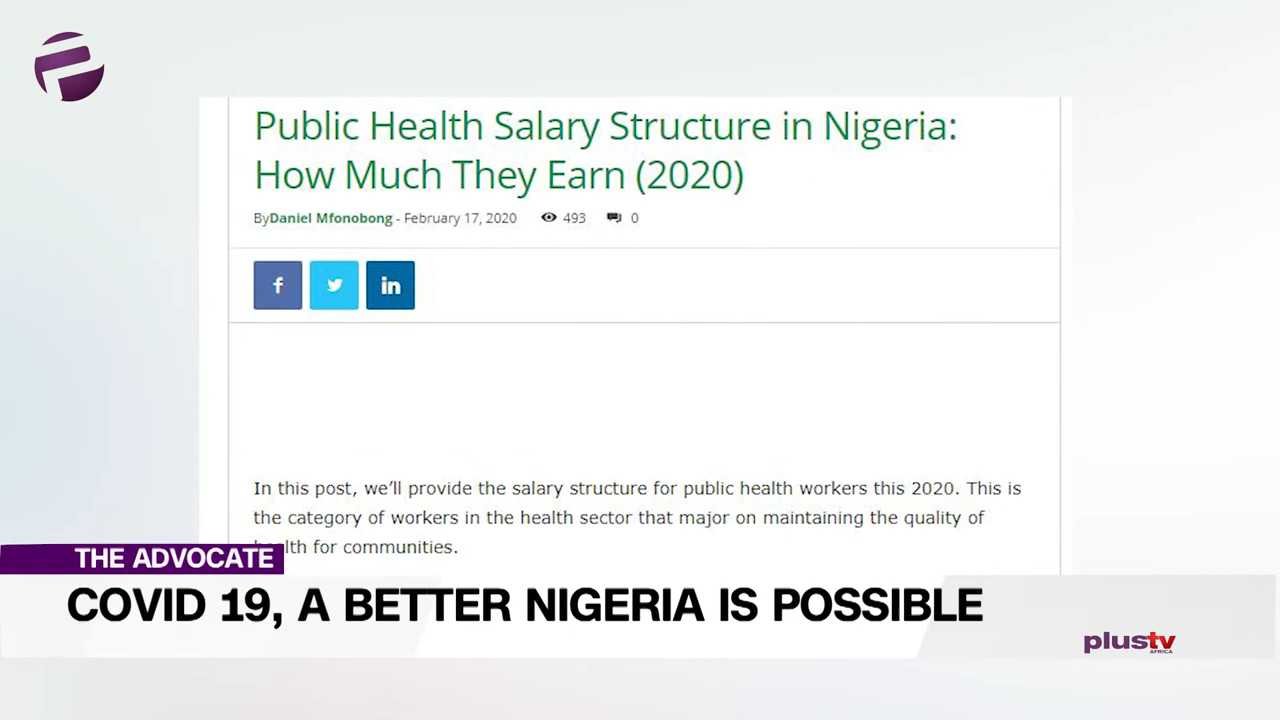 Public Health Salary Structure in Nigeria:
How Much They Earn (2020)
ByDaniel Mfonobong - February 17, 2020 493 0
f in
In this post, we’ll provide the salary structure for public health workers this 2020. This is
the category of workers in the health sector that major on maintaining the quality of
health for communities.
THE ADVOCATE
COVID 19, A BETTER NIGERIA IS POSSIBLE
plustv
AFRICA